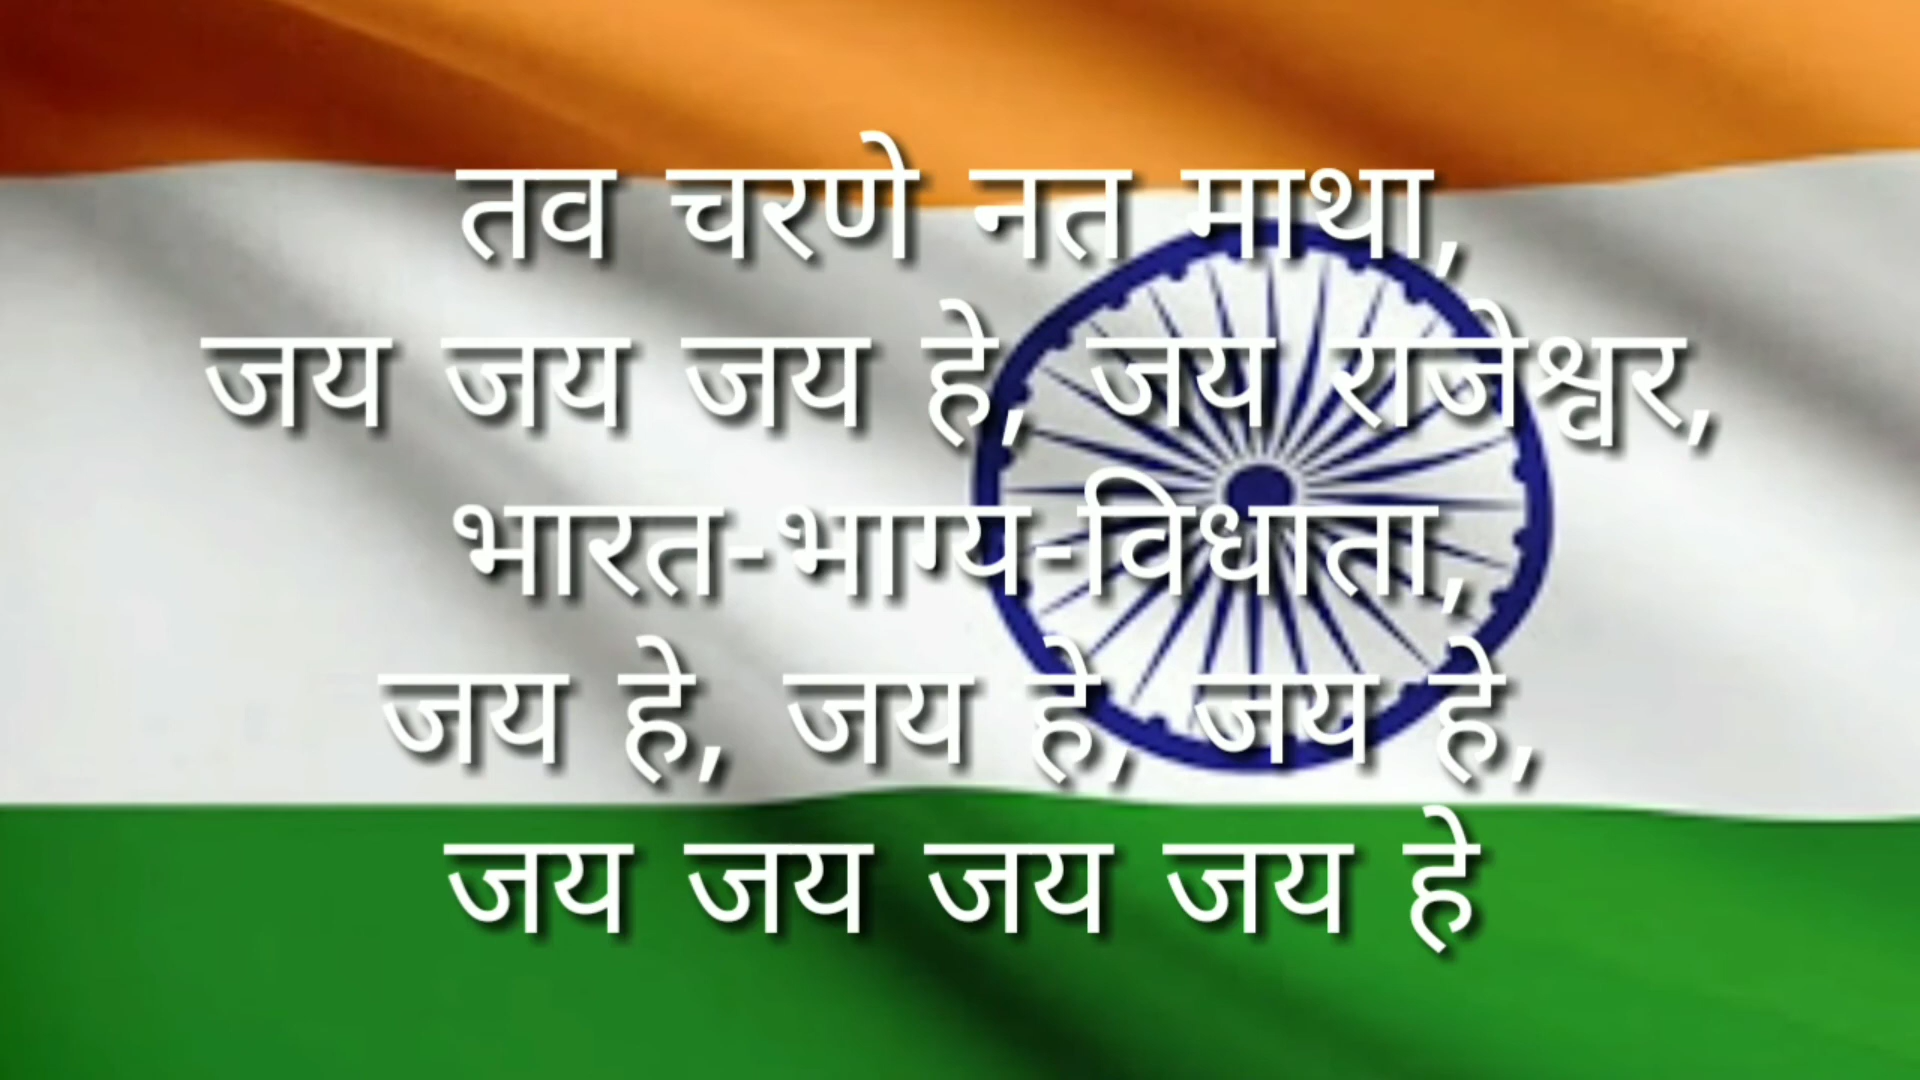 तव चरणे नत माथा,
जय जय जय हे, जय राजेश्वर,
भारत-भाग्य-विधाता,
जय हे, जय हे, जय हे,
जय जय जय जय हे